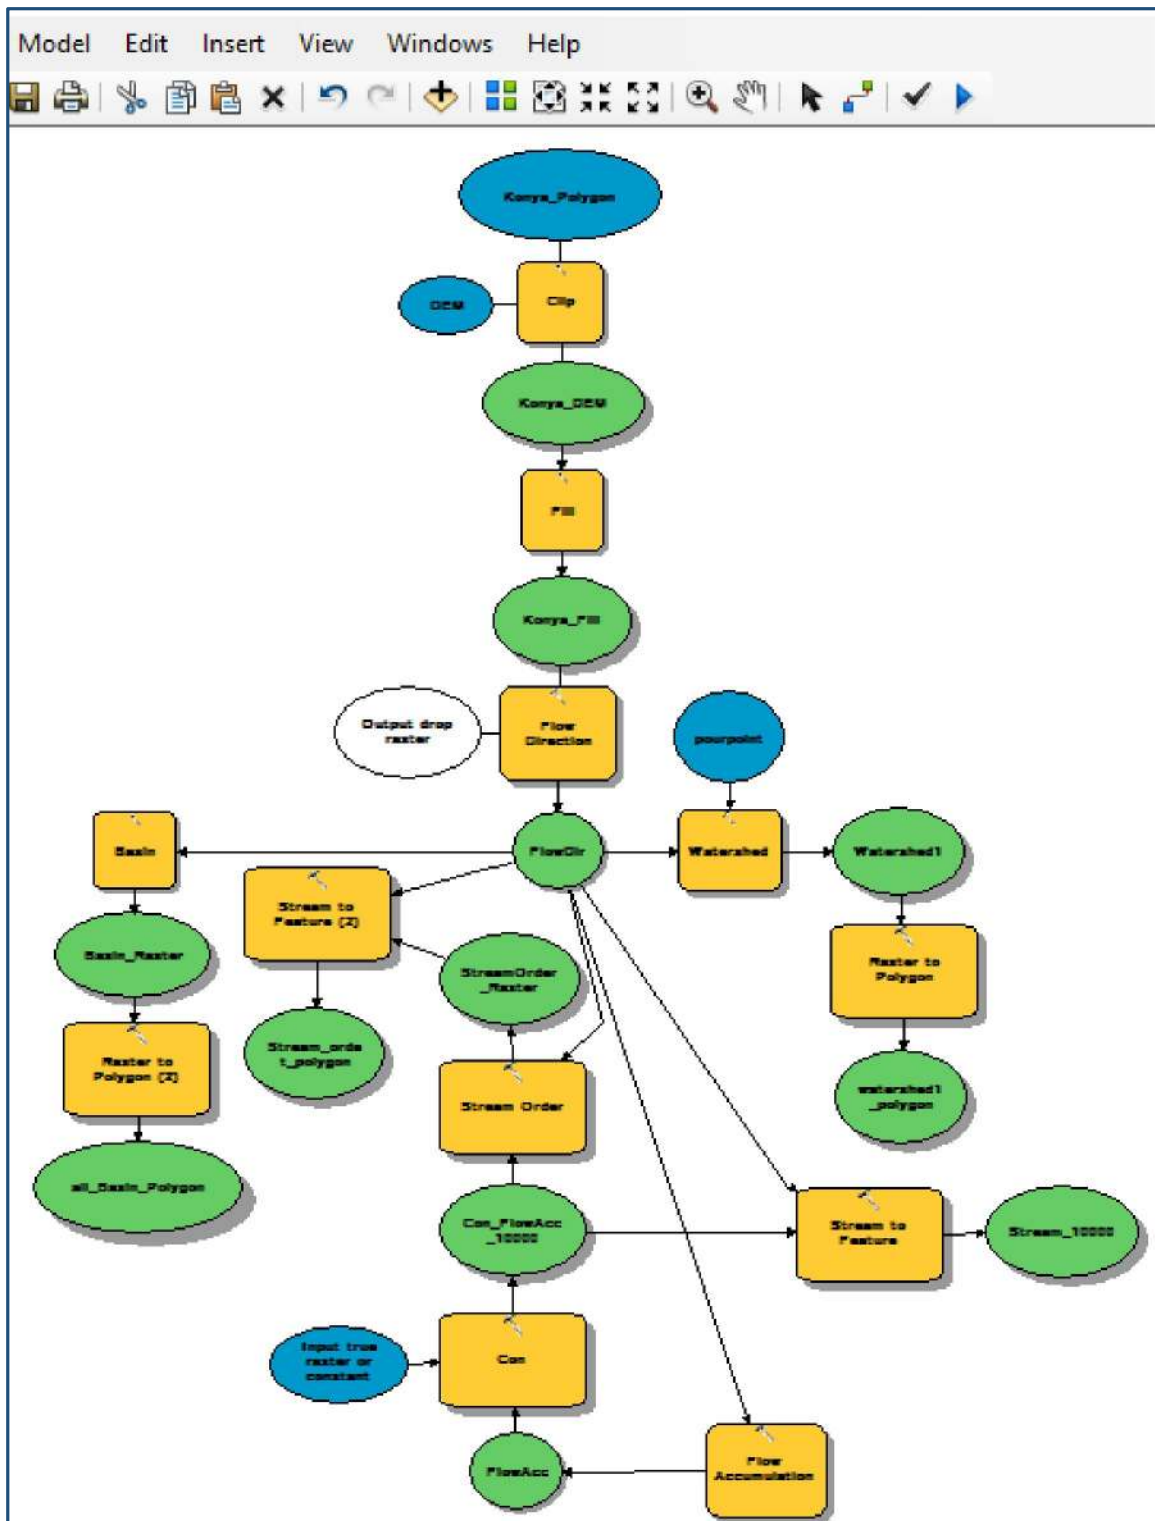 Model Edit Insert View Windows Help
Konya_Polygon
DEM
Clip
Konya_DEM
Fill
Konya_Fill
Output drop
raster
Flow
Direction
pourpoint
Basin
FlowDir
Watershed
Watershed1
Stream to
Feature (2)
Basin_Raster
StreamOrder
_Raster
Raster to
Polygon
Raster to
Polygon (2)
Stream_orde
t_polygon
Stream Order
watershed1
_polygon
all_Basin_Polygon
Con_FlowAcc
_10000
Stream to
Feature
Stream_10000
Input true
raster or
constant
Con
FlowAcc
Flow
Accumulation